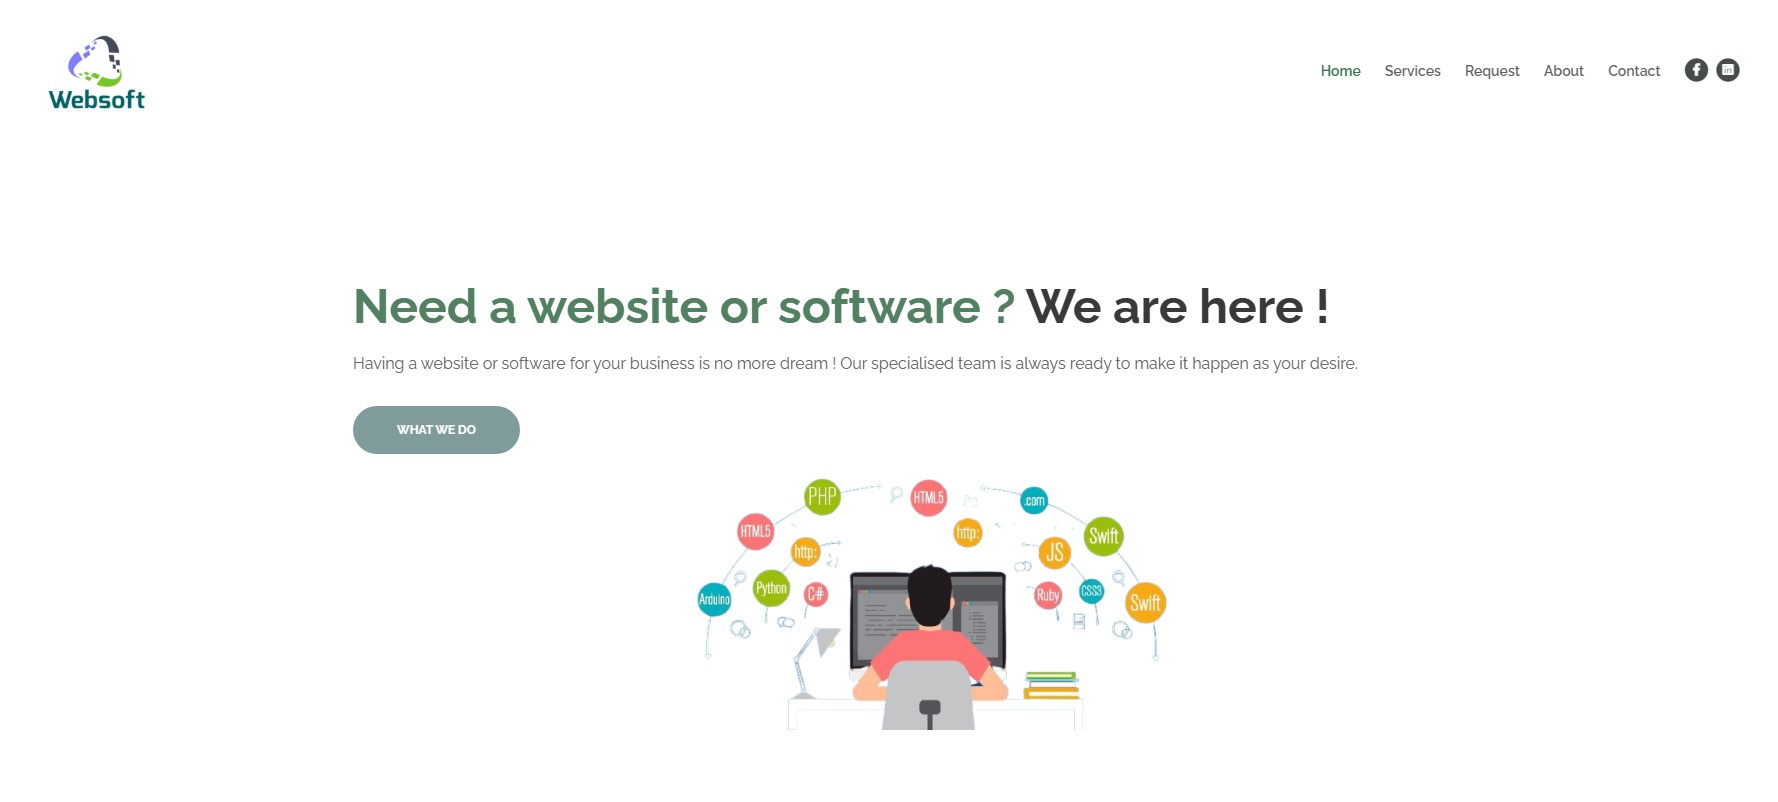 Websoft
Home Services Request About Contact
Need a website or software ? We are here !
Having a website or software for your business is no more dream ! Our specialised team is always ready to make it happen as your desire.
WHAT WE DO
PHP
HTML5
.com
HTML5
http:
Swift
http:
JS
Arduino
Python
C#
Ruby
CSS3
Swift